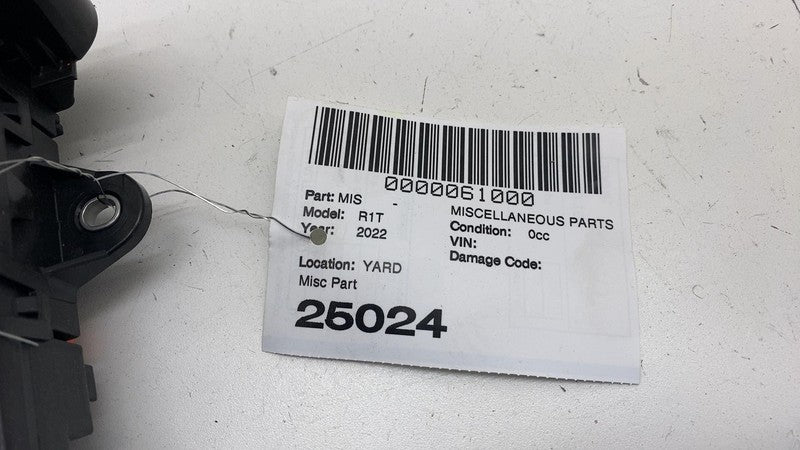 0000061000
Part: MIS -
MISCELLANEOUS PARTS
Model: R1T
Condition: 0cc
Year: 2022
VIN:
Damage Code:
Location: YARD
Misc Part
25024